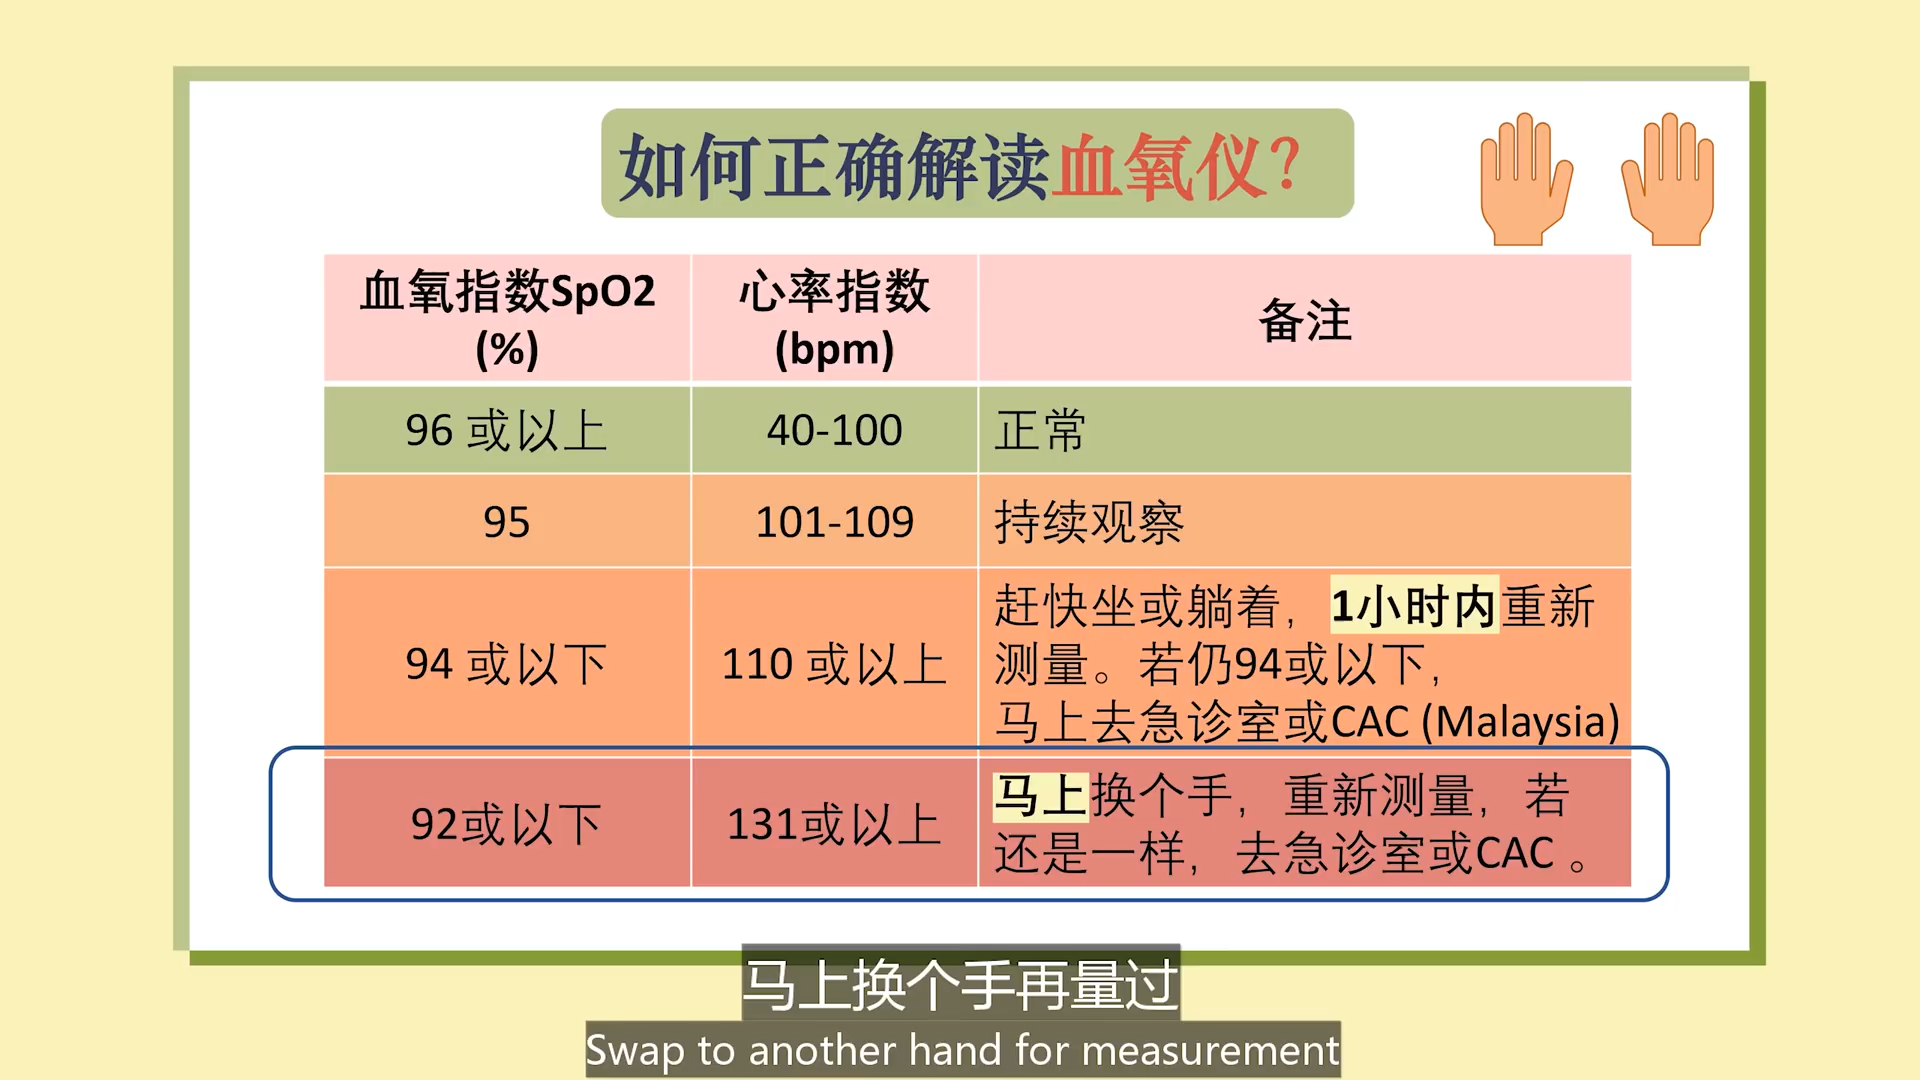 如何正确解读血氧仪?
血氧指数SpO2
(%)
心率指数
(bpm)
备注
96 或以上
40-100
正常
95
101-109
持续观察
94 或以下
110 或以上
赶快坐或躺着，1小时内重新
测量。若仍94或以下，
马上去急诊室或CAC (Malaysia)
92或以下
131或以上
马上换个手，重新测量，若
还是一样，去急诊室或CAC 。
马上换个手再量过
Swap to another hand for measurement